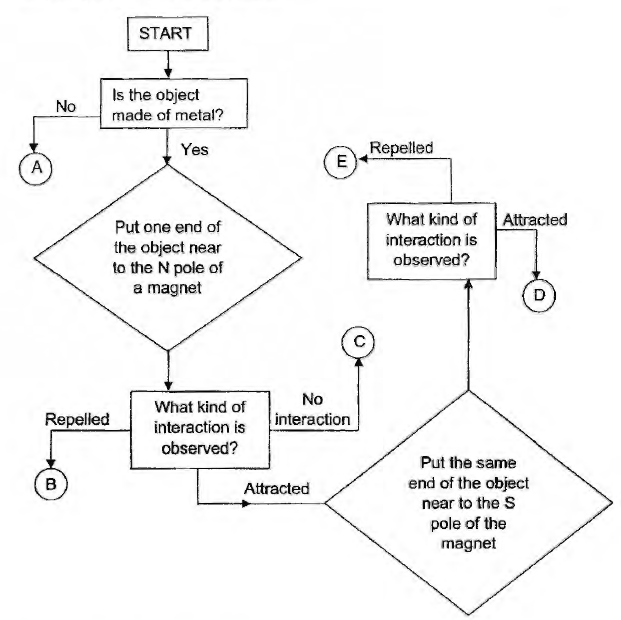 START
Is the object
made of metal?
No
A
Yes
Put one end of
the object near
to the N pole of
a magnet
What kind of
interaction is
observed?
Repelled
B
No
interaction
C
Attracted
Put the same
end of the object
near to the S
pole of the
magnet
What kind of
interaction is
observed?
Repelled
E
Attracted
D